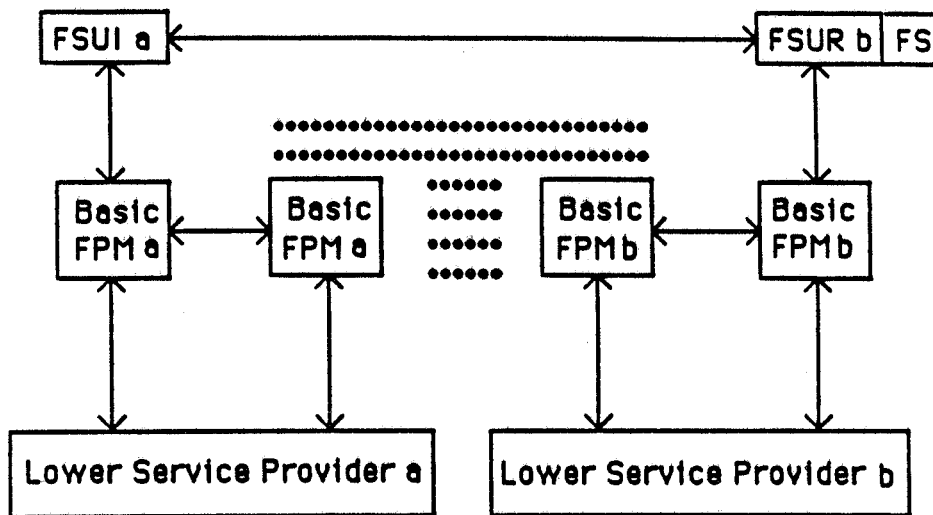 FSUI a
FSUR b
FS
Basic
FPM a
Basic
FPM a
Basic
FPM b
Basic
FPM b
Lower Service Provider a
Lower Service Provider b